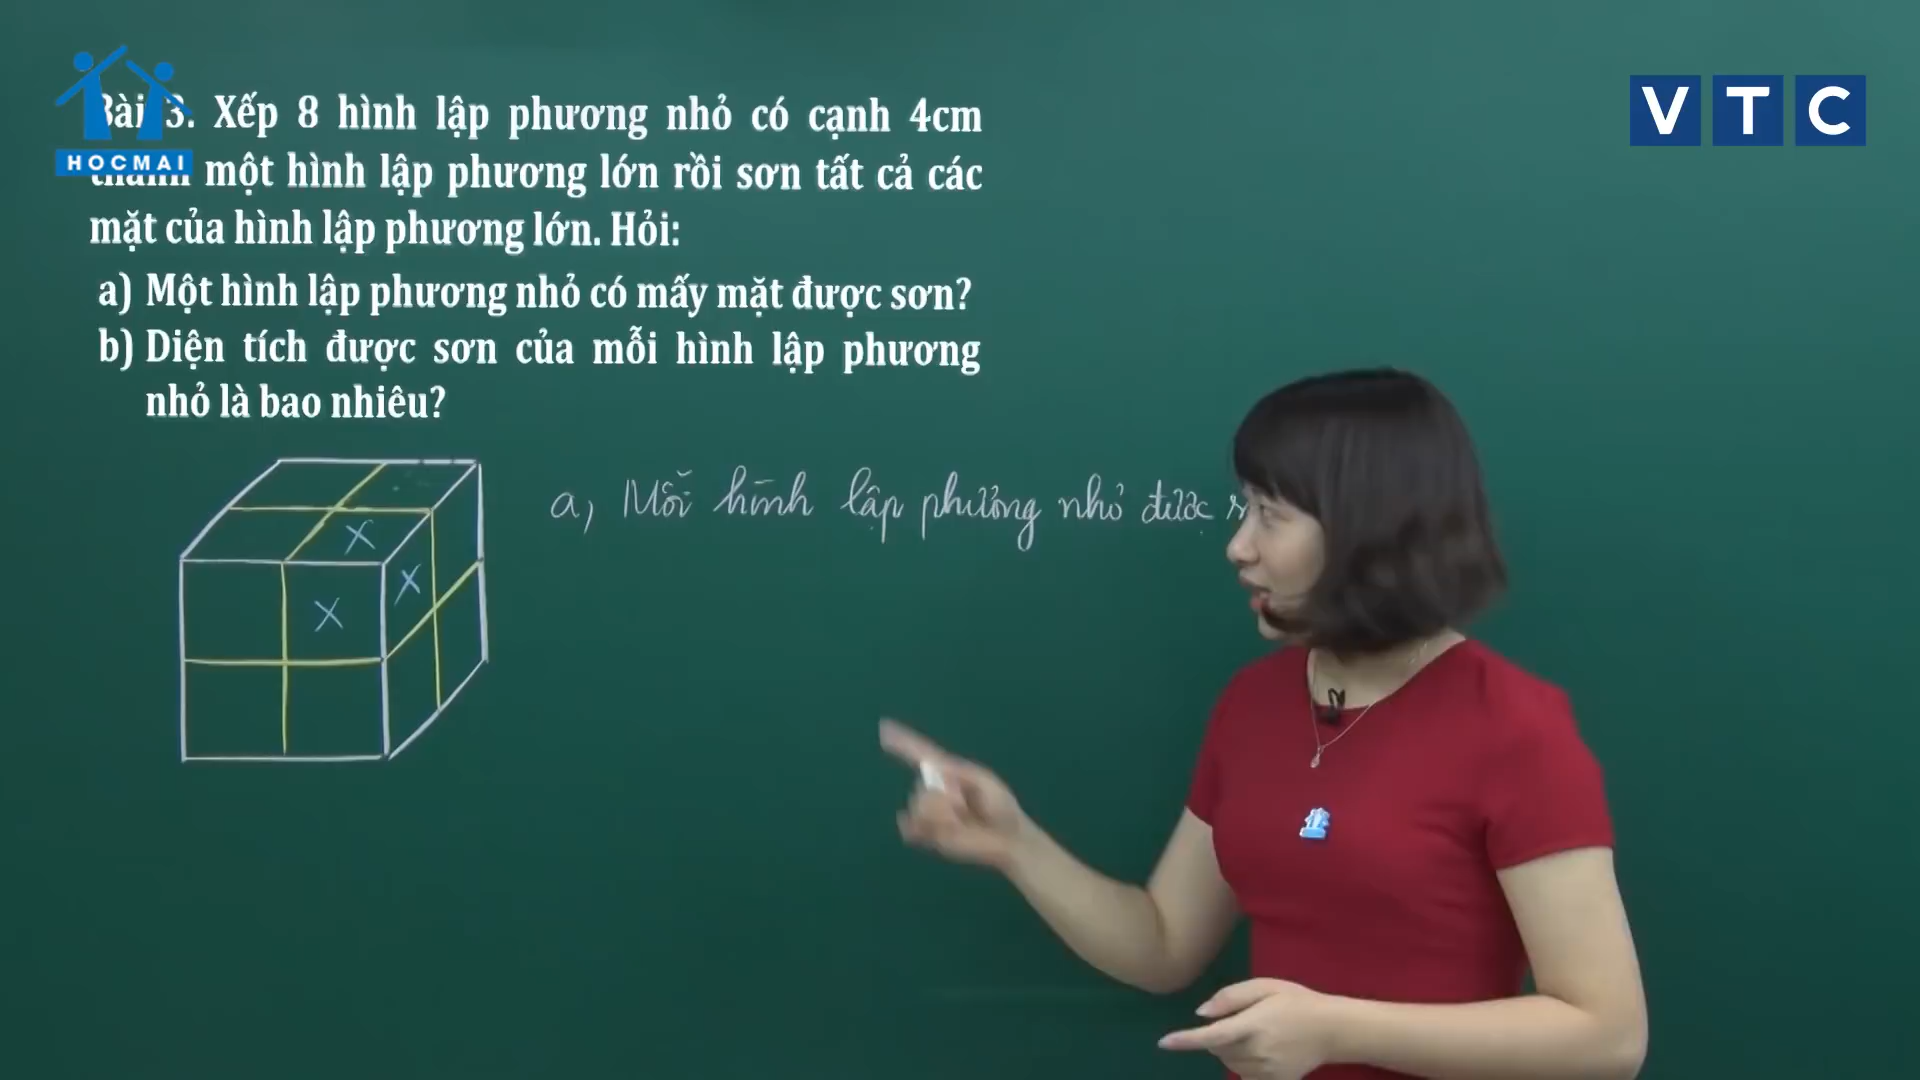 HOCMAI
VTC
Bài 3. Xếp 8 hình lập phương nhỏ có cạnh 4cm
thành một hình lập phương lớn rồi sơn tất cả các
mặt của hình lập phương lớn. Hỏi:
a) Một hình lập phương nhỏ có mấy mặt được sơn?
b) Diện tích được sơn của mỗi hình lập phương
nhỏ là bao nhiêu?
a, Mỗi hình lập phương nhỏ được
X
X
X